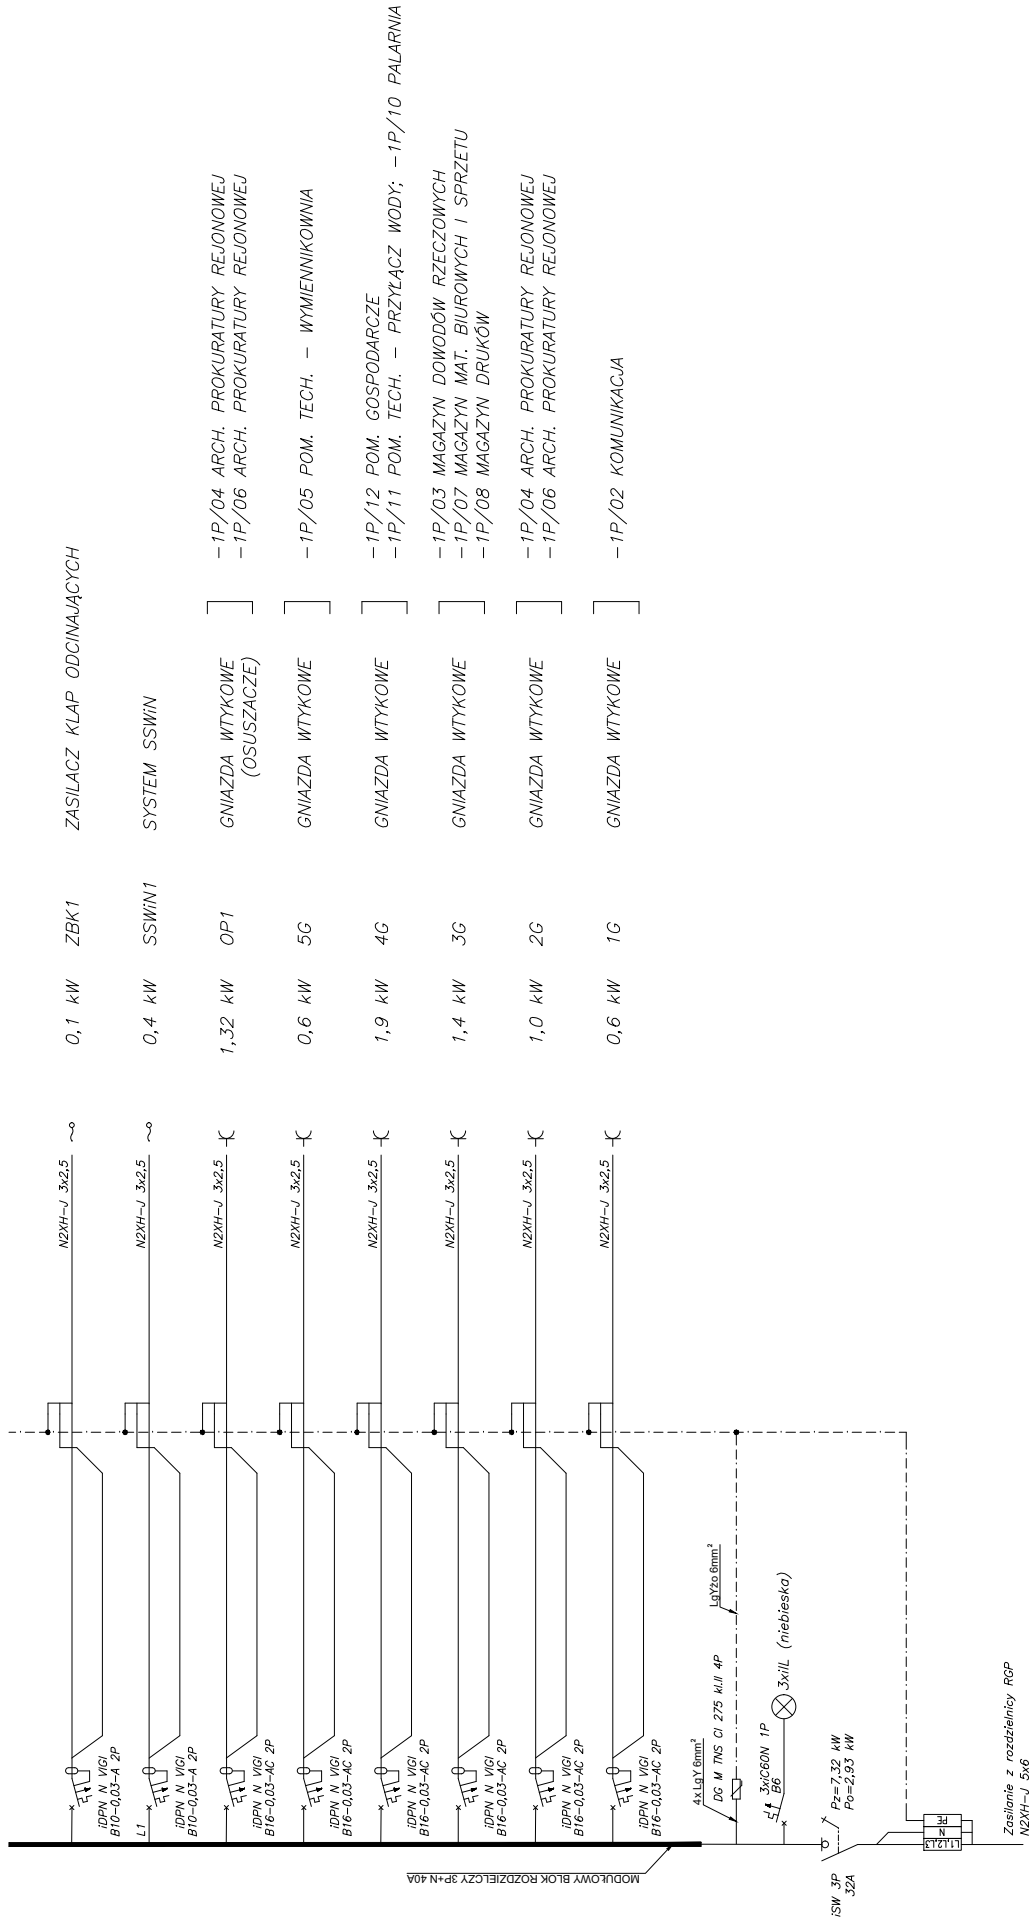 ZASILACZ KLAP ODCINAJĄCYCH
ZBK1
0,1 kW
N2XH-J 3x2,5
iDPN N VIGI
B10-0,03-A 2P
SYSTEM SSWiN
SSWiN1
0,4 kW
N2XH-J 3x2,5
L1
iDPN N VIGI
B10-0,03-A 2P
-1P/04 ARCH. PROKURATURY REJONOWEJ
-1P/06 ARCH. PROKURATURY REJONOWEJ
GNIAZDA WTYKOWE
(OSUSZACZE)
OP1
1,32 kW
N2XH-J 3x2,5
iDPN N VIGI
B16-0,03-AC 2P
-1P/05 POM. TECH. - WYMIENNIKOWNIA
GNIAZDA WTYKOWE
5G
0,6 kW
N2XH-J 3x2,5
iDPN N VIGI
B16-0,03-AC 2P
-1P/12 POM. GOSPODARCZE
-1P/11 POM. TECH. - PRZYŁĄCZ WODY; -1P/10 PALARNIA
GNIAZDA WTYKOWE
4G
1,9 kW
N2XH-J 3x2,5
iDPN N VIGI
B16-0,03-AC 2P
-1P/03 MAGAZYN DOWODÓW RZECZOWYCH
-1P/07 MAGAZYN MAT. BIUROWYCH I SPRZETU
-1P/08 MAGAZYN DRUKÓW
GNIAZDA WTYKOWE
3G
1,4 kW
N2XH-J 3x2,5
iDPN N VIGI
B16-0,03-AC 2P
-1P/04 ARCH. PROKURATURY REJONOWEJ
-1P/06 ARCH. PROKURATURY REJONOWEJ
GNIAZDA WTYKOWE
2G
1,0 kW
N2XH-J 3x2,5
iDPN N VIGI
B16-0,03-AC 2P
-1P/02 KOMUNIKACJA
GNIAZDA WTYKOWE
1G
0,6 kW
N2XH-J 3x2,5
iDPN N VIGI
B16-0,03-AC 2P
MODUŁOWY BLOK ROZDZIELCZY 3P+N 40A
4xLgY 6mm²
LgYżo 6mm²
DG M TNS CI 275 kl.II 4P
3xiC60N 1P
B6
3xiIL (niebieska)
Pz=7,32 kW
Po=2,93 kW
iSW 3P
32A
L1,L2,L3
N
PE
Zasilanie z rozdzielnicy RGP
N2XH-J 5x6